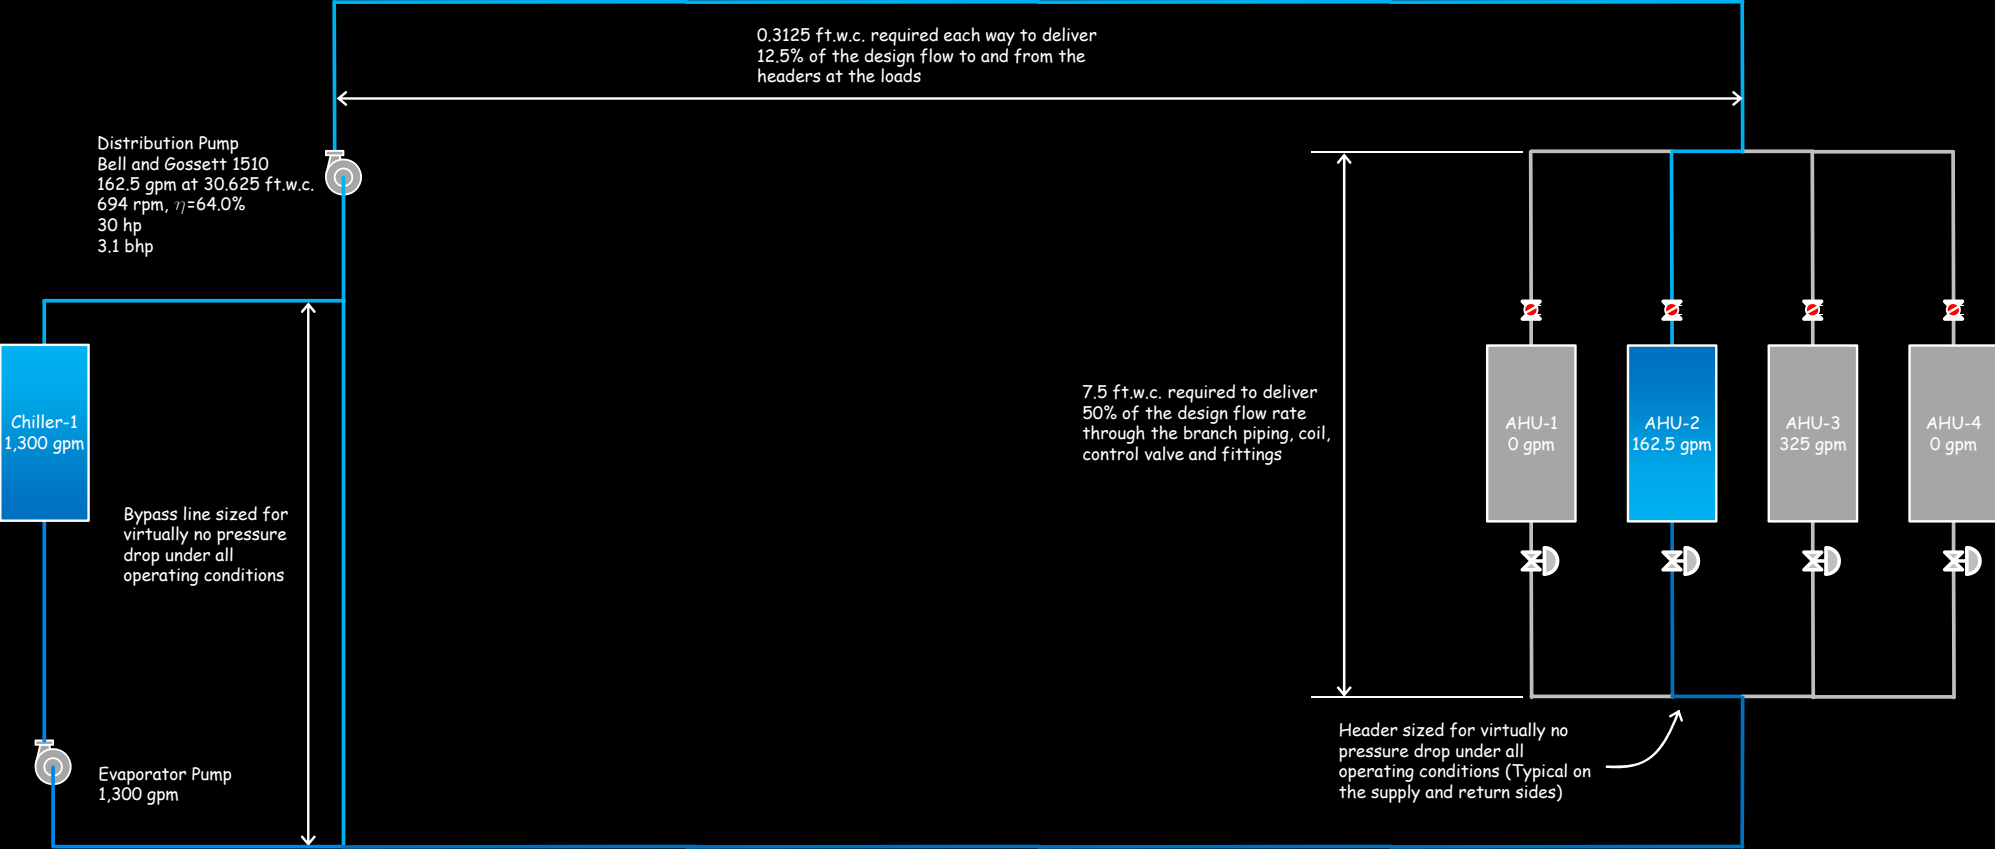 0.3125 ft.w.c. required each way to deliver
12.5% of the design flow to and from the
headers at the loads
Distribution Pump
Bell and Gossett 1510
162.5 gpm at 30.625 ft.w.c.
694 rpm, η=64.0%
30 hp
3.1 bhp
Chiller-1
1,300 gpm
Bypass line sized for
virtually no pressure
drop under all
operating conditions
Evaporator Pump
1,300 gpm
7.5 ft.w.c. required to deliver
50% of the design flow rate
through the branch piping, coil,
control valve and fittings
AHU-1
0 gpm
AHU-2
162.5 gpm
AHU-3
325 gpm
AHU-4
0 gpm
Header sized for virtually no
pressure drop under all
operating conditions (Typical on
the supply and return sides)